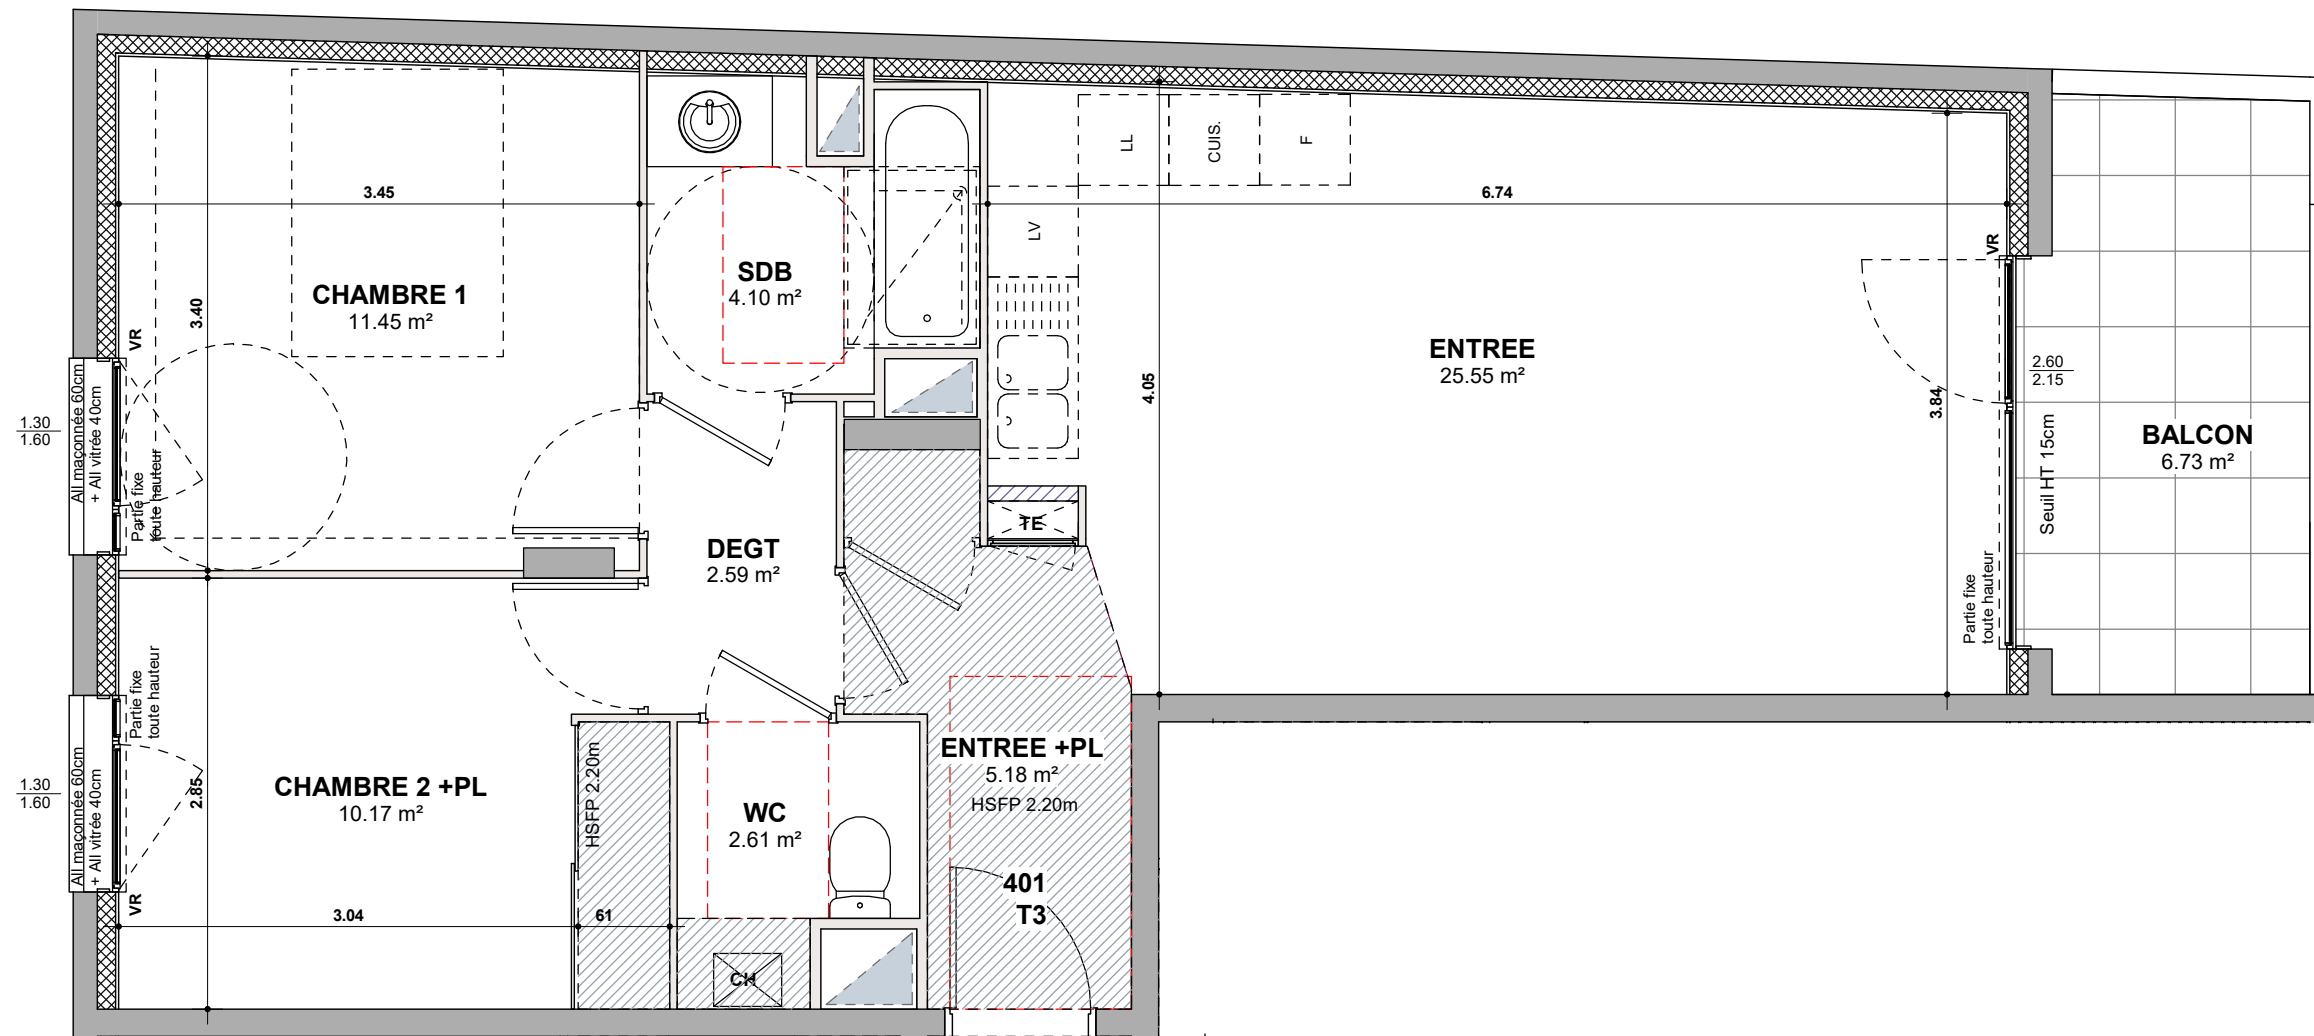 3.45
CHAMBRE 1
11.45 m²
3.40
VR
All maçonnée 60cm
+ All vitrée 40cm
1.30
1.60
Partie fixe
toute hauteur
SDB
4.10 m²
LL
CUIS.
F
LV
6.74
ENTREE
25.55 m²
4.05
3.84
VR
2.60
2.15
Seuil HT 15cm
BALCON
6.73 m²
Partie fixe
toute hauteur
TE
DEGT
2.59 m²
Partie fixe
toute hauteur
All maçonnée 60cm
+ All vitrée 40cm
1.30
1.60
VR
2.85
CHAMBRE 2 +PL
10.17 m²
3.04
61
HSFP 2.20m
WC
2.61 m²
CH
ENTREE +PL
5.18 m²
HSFP 2.20m
401
T3